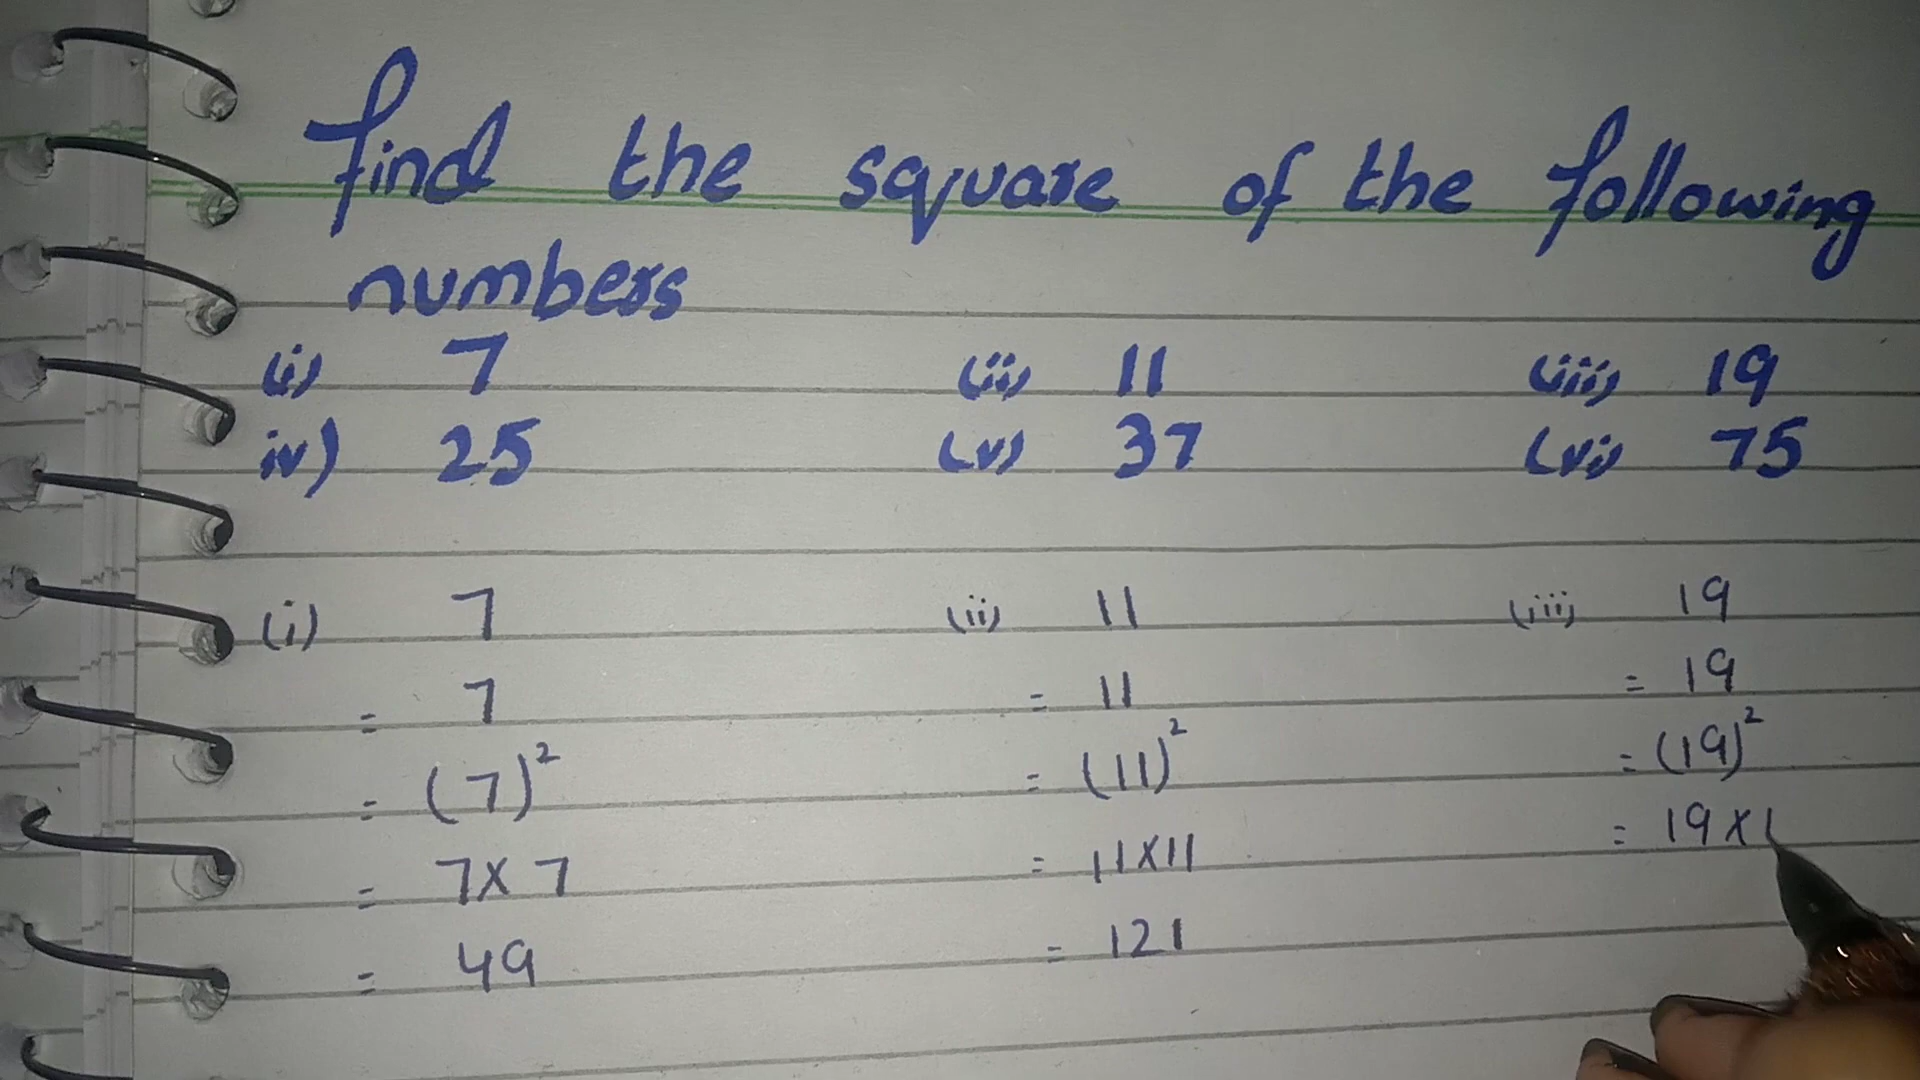 find the square of the following
numbers
(i) 7 (ii) 11 (iii) 19
iv) 25 (v) 37 (vi) 75
(i) 7 (ii) 11 (iii) 19
= 7 = 11 = 19
= (7)² = (11)² = (19)²
= 7×7 = 11×11 = 19×1
= 49 = 121